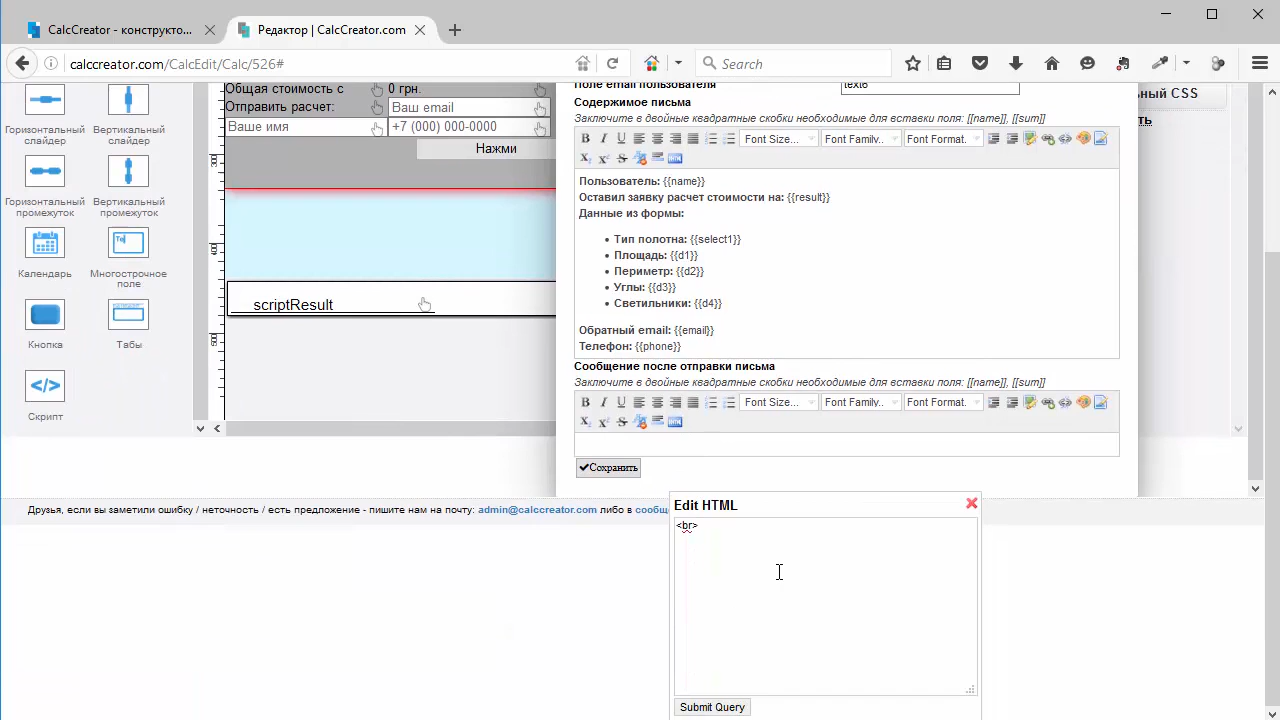 CalcCreator - конструкто...
Редактор | CalcCreator.com
calccreator.com/CalcEdit/Calc/526#
Search
Горизонтальный слайдер
Вертикальный слайдер
Горизонтальный промежуток
Вертикальный промежуток
Календарь
Многострочное поле
Кнопка
Табы
Скрипт
Общая стоимость с
0 грн.
Отправить расчет:
Ваш email
Ваше имя
+7 (000) 000-0000
Нажми
scriptResult
Поле email пользователя
text6
ный CSS
ть
Содержимое письма
Заключите в двойные квадратные скобки необходимые для вставки поля: [[name]], [[sum]]
Font Size...
Font Family..
Font Format.
Пользователь: {{name}}
Оставил заявку расчет стоимости на: {{result}}
Данные из формы:
• Тип полотна: {{select1}}
• Площадь: {{d1}}
• Периметр: {{d2}}
• Углы: {{d3}}
• Светильники: {{d4}}
Обратный email: {{email}}
Телефон: {{phone}}
Сообщение после отправки письма
Заключите в двойные квадратные скобки необходимые для вставки поля: [[name]], [[sum]]
Font Size...
Font Family..
Font Format.
Сохранить
Друзья, если вы заметили ошибку / неточность / есть предложение - пишите нам на почту: admin@calccreator.com либо в сообщ
Edit HTML
<br>
Submit Query